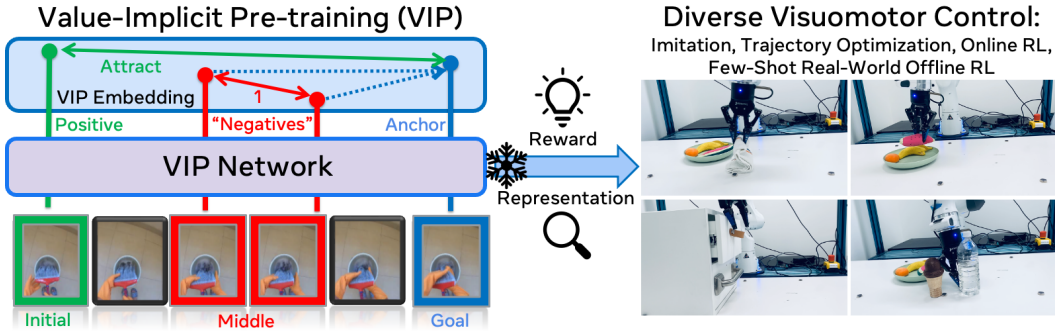 Value-Implicit Pre-training (VIP)
Attract
VIP Embedding
1
Positive
"Negatives"
Anchor
VIP Network
Initial
Middle
Goal
Reward
Representation
Diverse Visuomotor Control:
Imitation, Trajectory Optimization, Online RL,
Few-Shot Real-World Offline RL